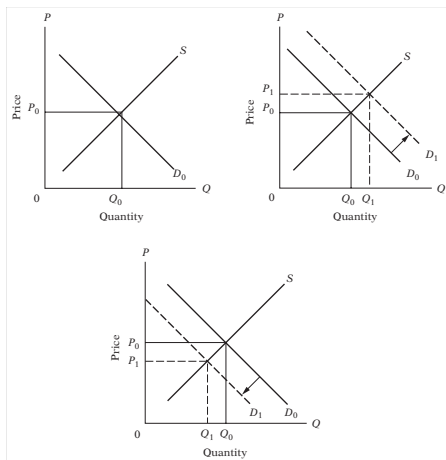 P
S
Price
P₀
D₀
0
Q₀
Q
Quantity
P
S
P₁
P₀
Price
D₁
D₀
0
Q₀ Q₁
Q
Quantity
P
S
P₀
P₁
Price
D₁ D₀
0
Q₁ Q₀
Q
Quantity